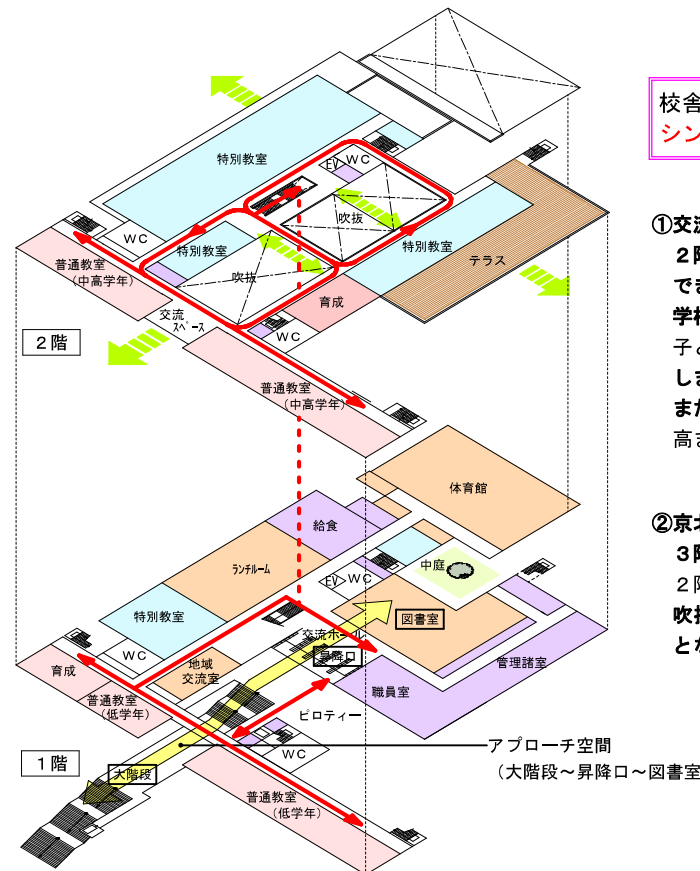 校舎
シン
特別教室
EV
WC
吹抜
特別教室
WC
特別教室
吹抜
テラス
普通教室
(中高学年)
育成
交流
スペース
WC
2階
普通教室
(中高学年)
①交流
2階
でき
学校
子ど
しま
また
高ま
体育館
給食
ランチルーム
中庭
EV
WC
特別教室
図書室
交流ホール
昇降口
WC
地域
交流室
管理諸室
育成
普通教室
(低学年)
職員室
ピロティー
WC
1階
大階段
アプローチ空間
(大階段~昇降口~図書室
普通教室
(低学年)
②京北
3階
2階
吹抜
とな